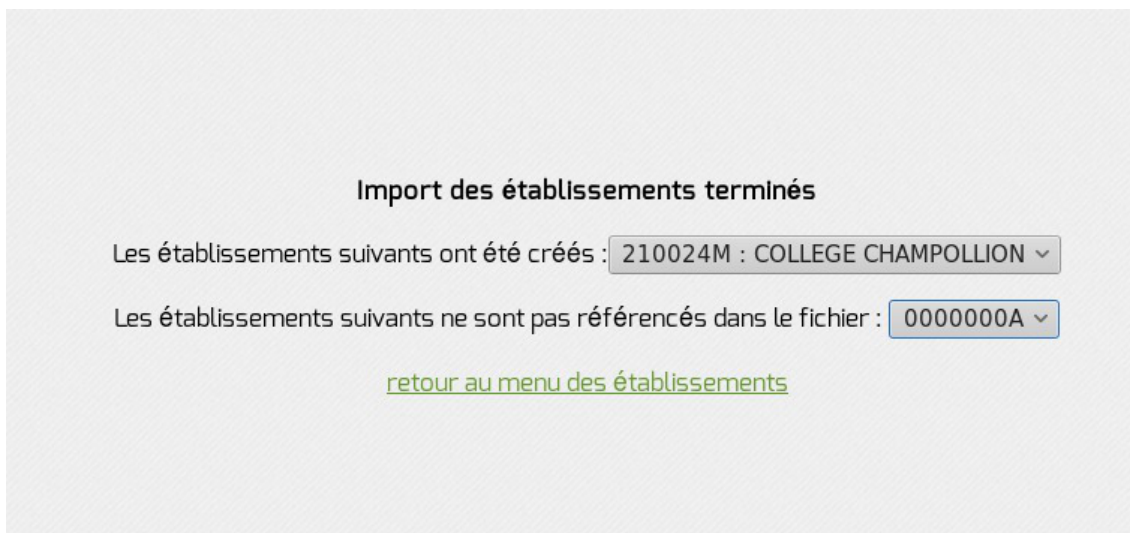 Import des établissements terminés
Les établissements suivants ont été créés : 210024M : COLLEGE CHAMPOLLION
Les établissements suivants ne sont pas référencés dans le fichier : 0000000A
retour au menu des établissements